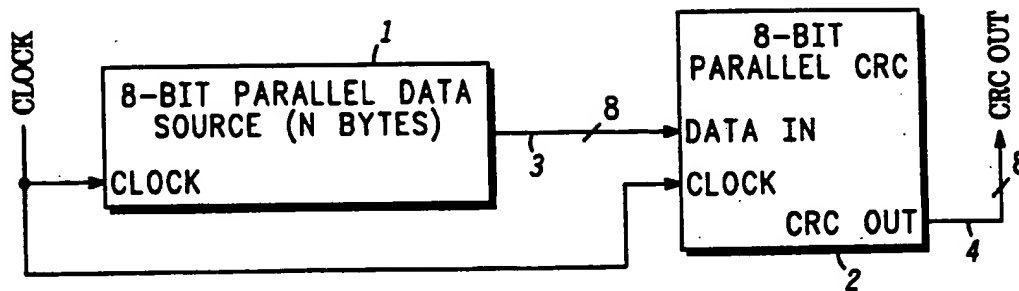 CLOCK
1
8-BIT PARALLEL DATA
SOURCE (N BYTES)
CLOCK
3
8
8-BIT
PARALLEL CRC
DATA IN
CLOCK
CRC OUT
2
4
8
CRC OUT